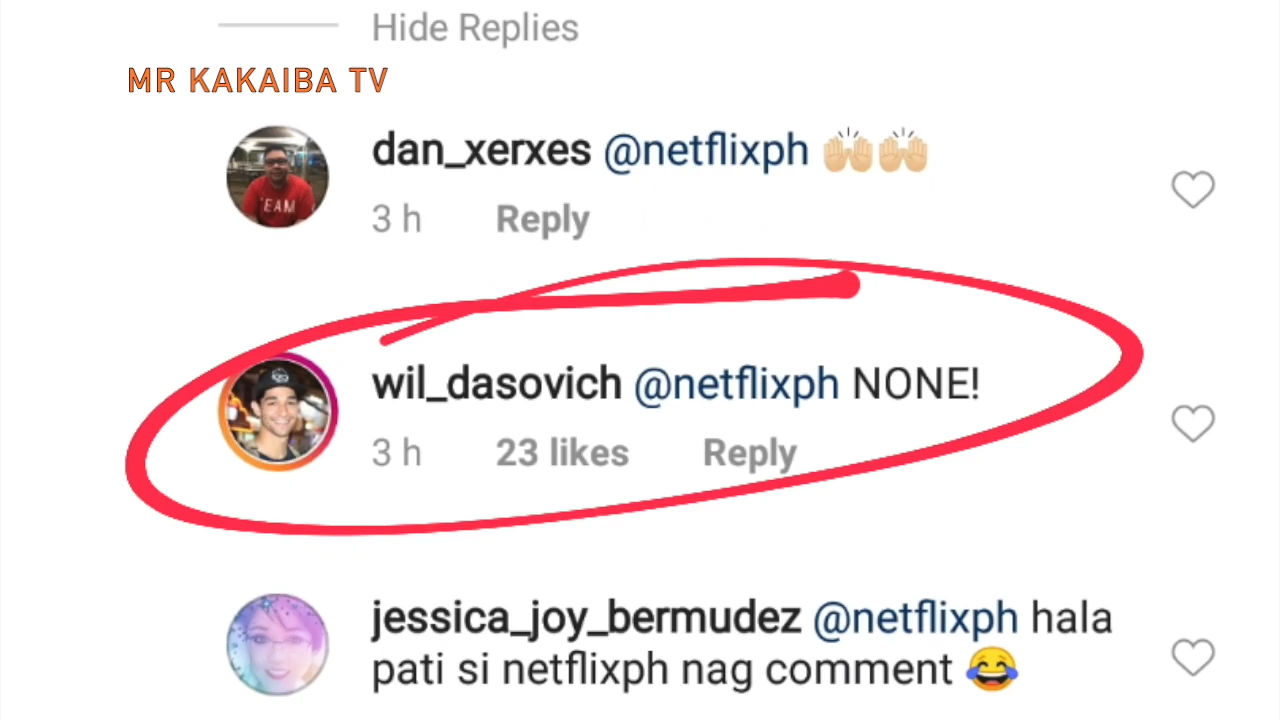 Hide Replies
MR KAKAIBA TV
dan_xerxes @netflixph 🙌🏼🙌🏼
3 h Reply
EAM
wil_dasovich @netflixph NONE!
3 h 23 likes Reply
jessica_joy_bermudez @netflixph hala
pati si netflixph nag comment 😂